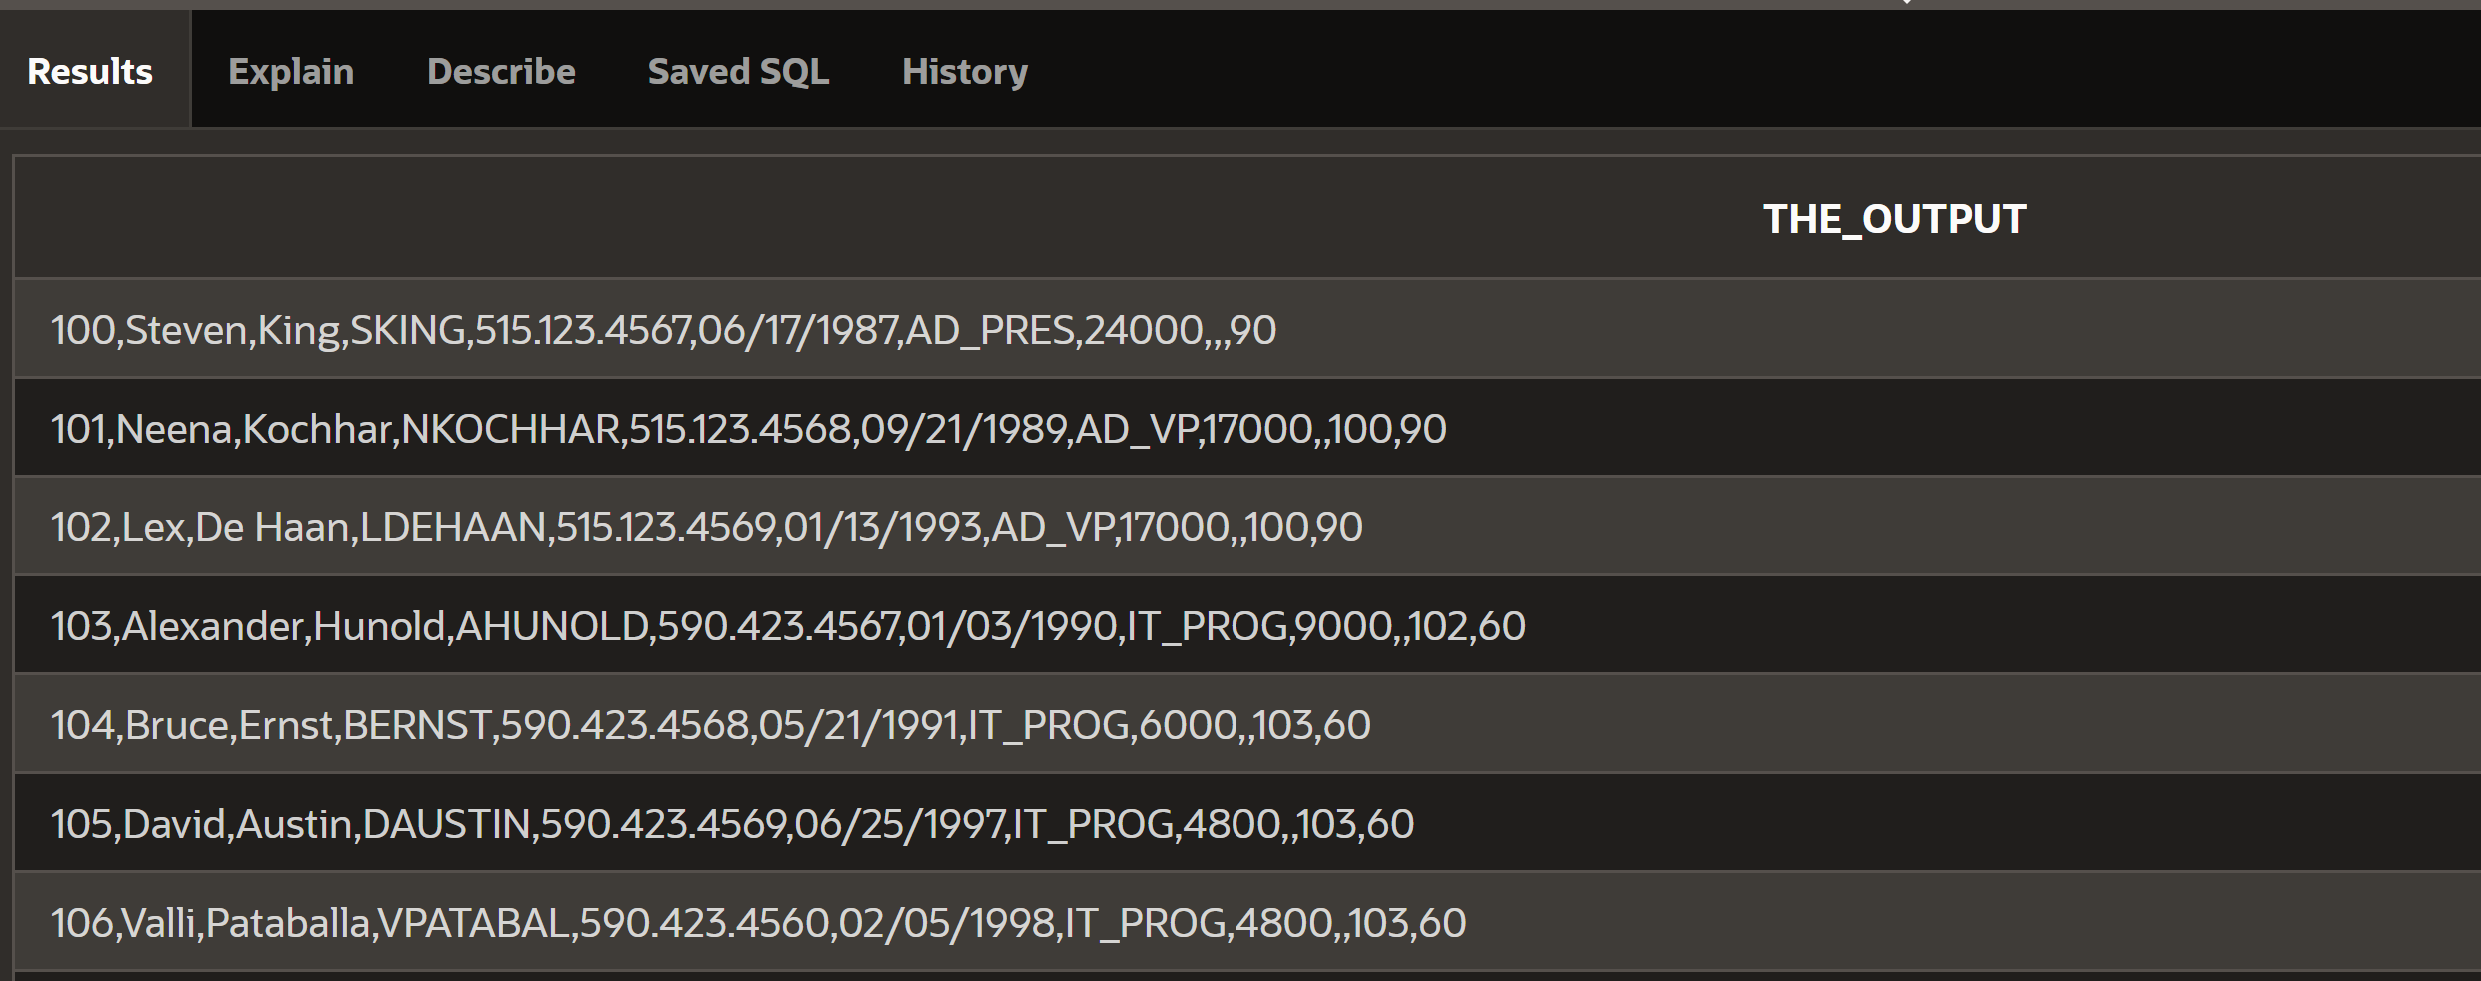 Results Explain Describe Saved SQL History
THE_OUTPUT
100,Steven,King,SKING,515.123.4567,06/17/1987,AD_PRES,24000,,,90
101,Neena,Kochhar,NKOCHHAR,515.123.4568,09/21/1989,AD_VP,17000,,100,90
102,Lex,De Haan,LDEHAAN,515.123.4569,01/13/1993,AD_VP,17000,,100,90
103,Alexander,Hunold,AHUNOLD,590.423.4567,01/03/1990,IT_PROG,9000,,102,60
104,Bruce,Ernst,BERNST,590.423.4568,05/21/1991,IT_PROG,6000,,103,60
105,David,Austin,DAUSTIN,590.423.4569,06/25/1997,IT_PROG,4800,,103,60
106,Valli,Pataballa,VPATABAL,590.423.4560,02/05/1998,IT_PROG,4800,,103,60